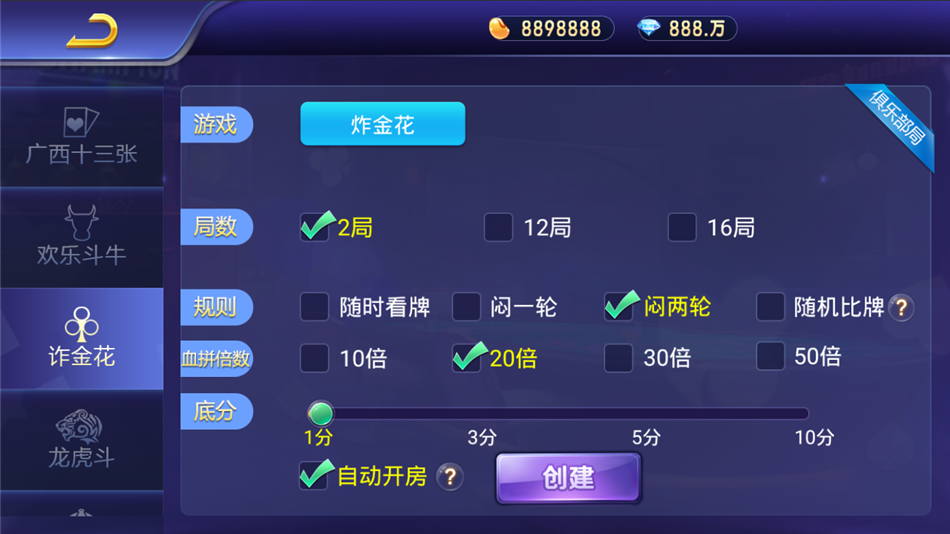 8898888 888.万
俱乐部局
广西十三张
欢乐斗牛
诈金花
龙虎斗
游戏 炸金花
局数 2局 12局 16局
规则 随时看牌 闷一轮 闷两轮 随机比牌 ?
血拼倍数 10倍 20倍 30倍 50倍
底分
1分 3分 5分 10分
自动开房 ? 创建